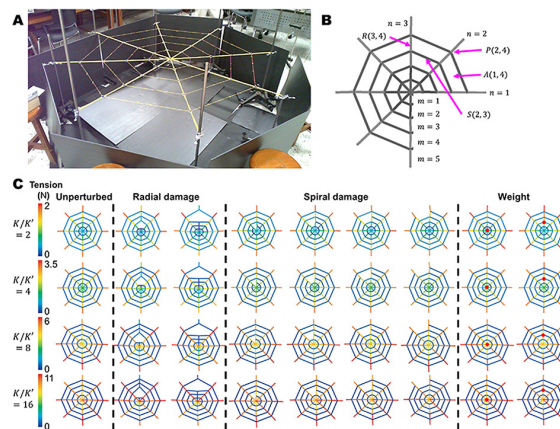 A
B
n = 3
n = 2
R(3,4)
P(2,4)
A(1,4)
n = 1
S(2,3)
m = 1
m = 2
m = 3
m = 4
m = 5
C
Tension
(N)
Unperturbed
Radial damage
Spiral damage
Weight
2
K/K′
= 2
0
3.5
K/K′
= 4
0
6
K/K′
= 8
0
11
K/K′
= 16
0